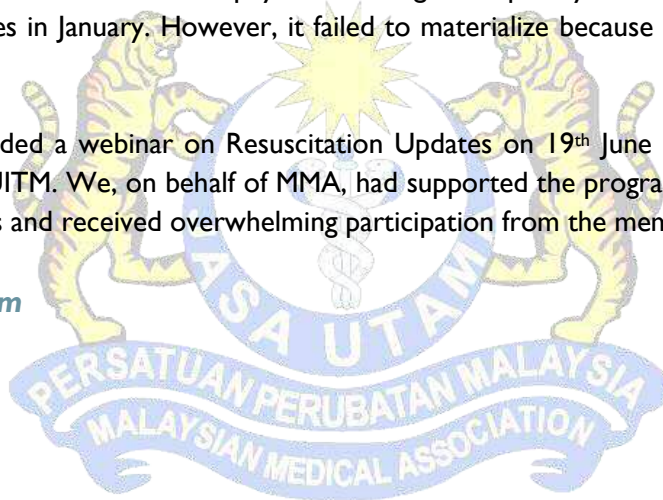 es in January. However, it failed to materialize because
ded a webinar on Resuscitation Updates on 19th June
JITM. We, on behalf of MMA, had supported the progra
s and received overwhelming participation from the men
m
JASA UTAMA
PERSATUAN PERUBATAN MALAYSIA
MALAYSIAN MEDICAL ASSOCIATION